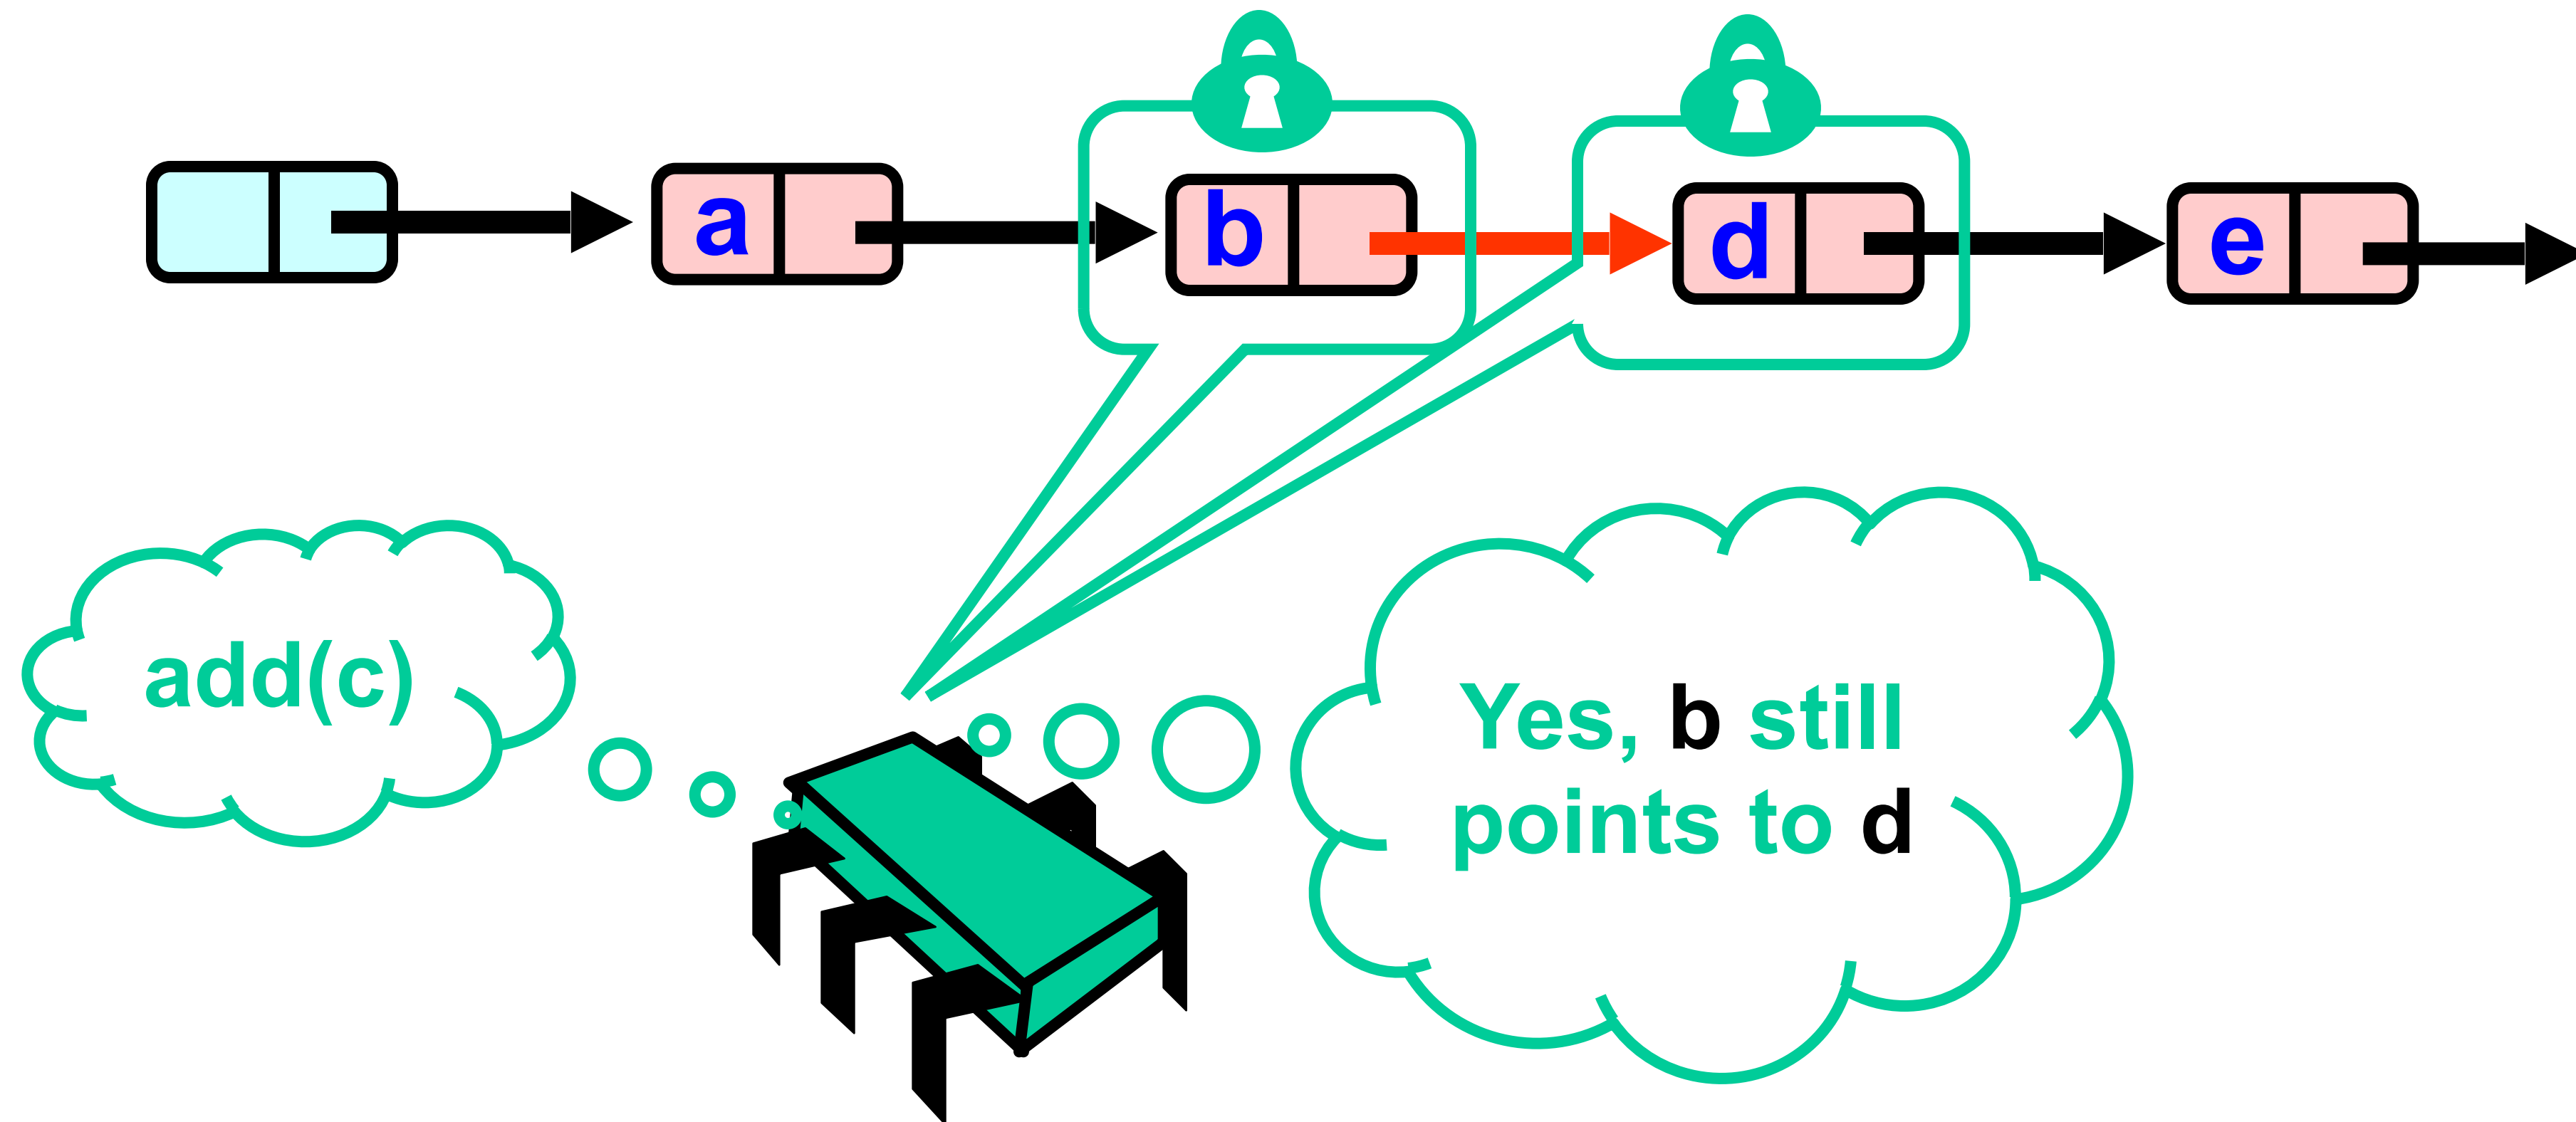 a
b
d
e
add(c)
Yes, b still
points to d